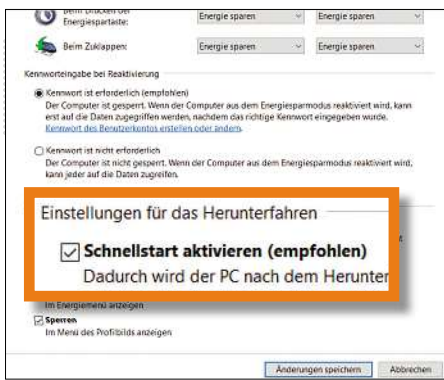 Beim Drücken der
Energiespartaste:
Energie sparen
Energie sparen
Beim Zuklappen:
Energie sparen
Energie sparen
Kennworteingabe bei Reaktivierung
Kennwort ist erforderlich (empfohlen)
Der Computer ist gesperrt. Wenn der Computer aus dem Energiesparmodus reaktiviert wird, kann
erst auf die Daten zugegriffen werden, nachdem das richtige Kennwort eingegeben wurde.
Kennwort des Benutzerkontos erstellen oder ändern.
Kennwort ist nicht erforderlich
Der Computer ist nicht gesperrt. Wenn der Computer aus dem Energiesparmodus reaktiviert wird,
kann jeder auf die Daten zugreifen.
Einstellungen für das Herunterfahren
Schnellstart aktivieren (empfohlen)
Dadurch wird der PC nach dem Herunter
Im Energiemenü anzeigen
Sperren
Im Menü des Profilbilds anzeigen
Änderungen speichern
Abbrechen